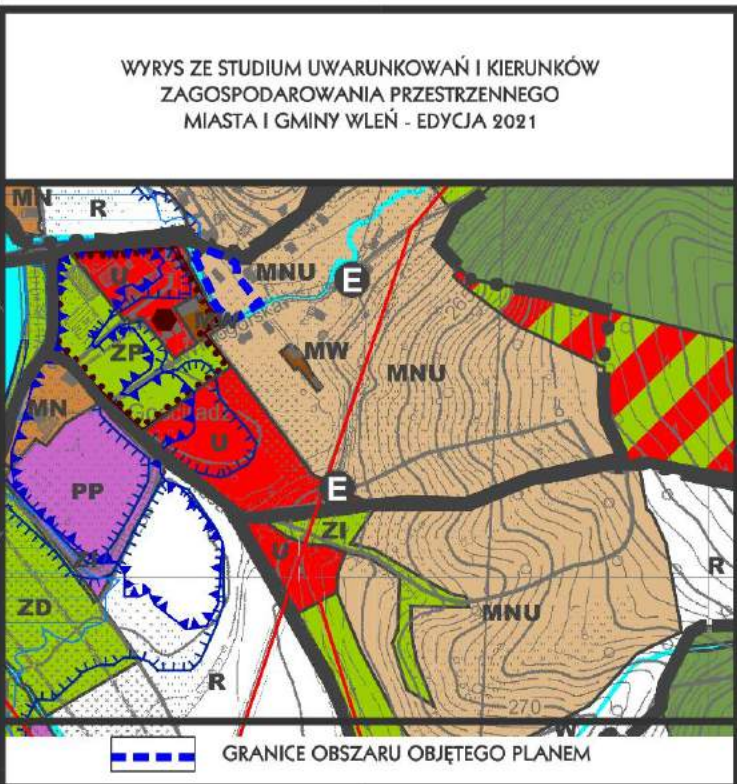 WYRYS ZE STUDIUM UWARUNKOWAŃ I KIERUNKÓW
ZAGOSPODAROWANIA PRZESTRZENNEGO
MIASTA I GMINY WLEŃ - EDYCJA 2021
MN
R
U
MNU
E
ZP
MW
MNU
MN
U
PP
E
ZI
U
R
ZD
MNU
R
270
W
GRANICE OBSZARU OBJĘTEGO PLANEM